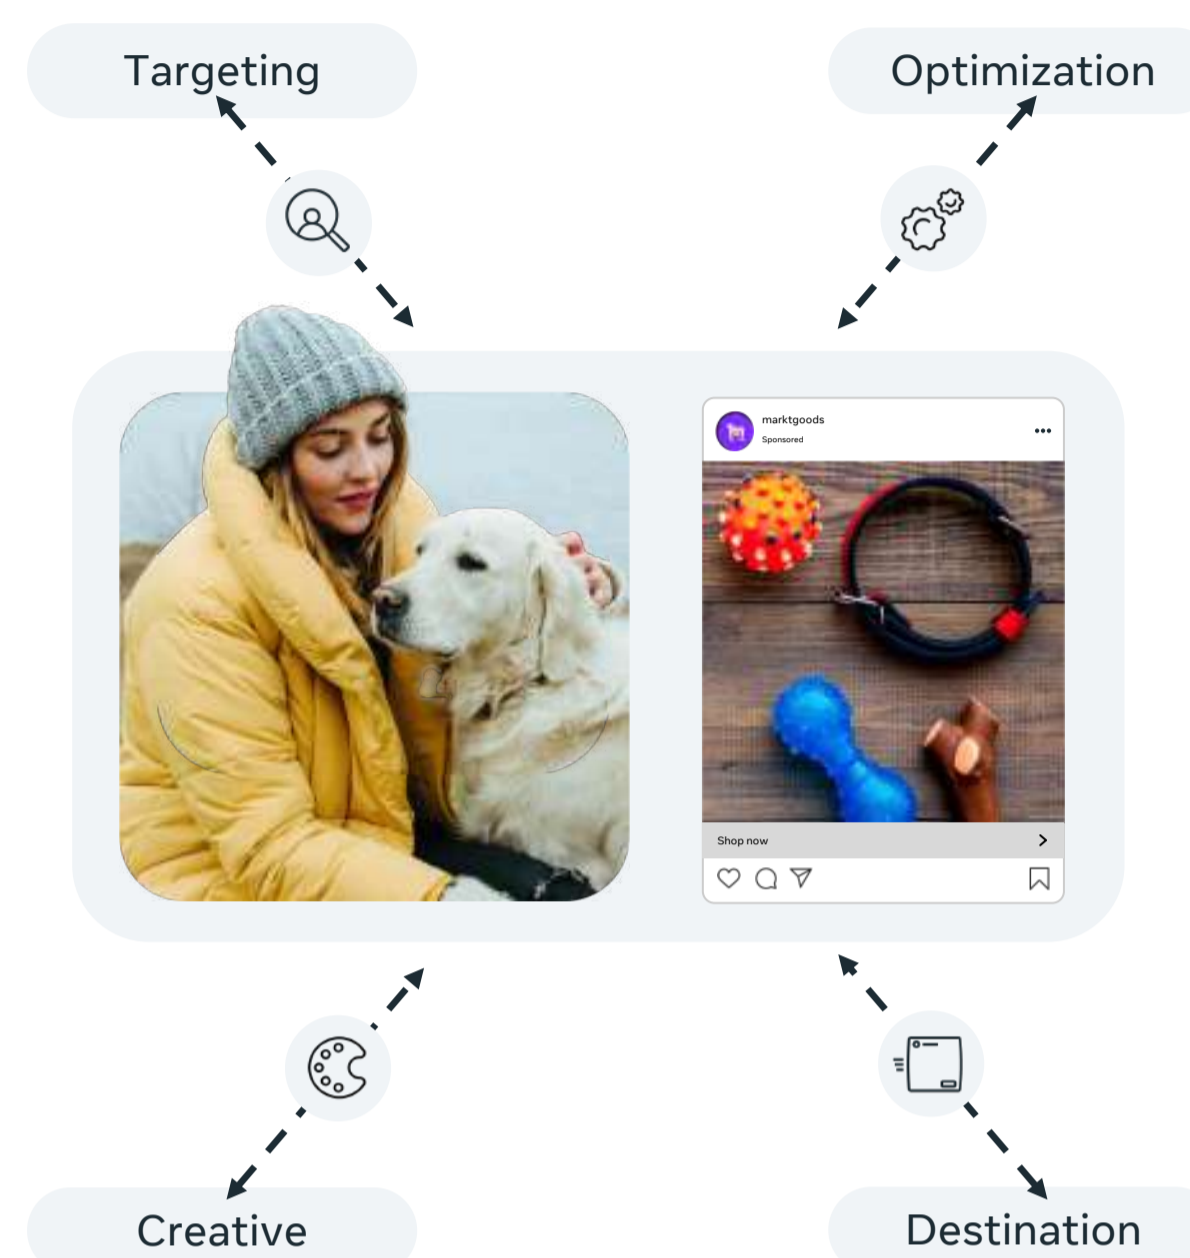 Targeting
Optimization
marktgoods
Sponsored
Shop now
Creative
Destination